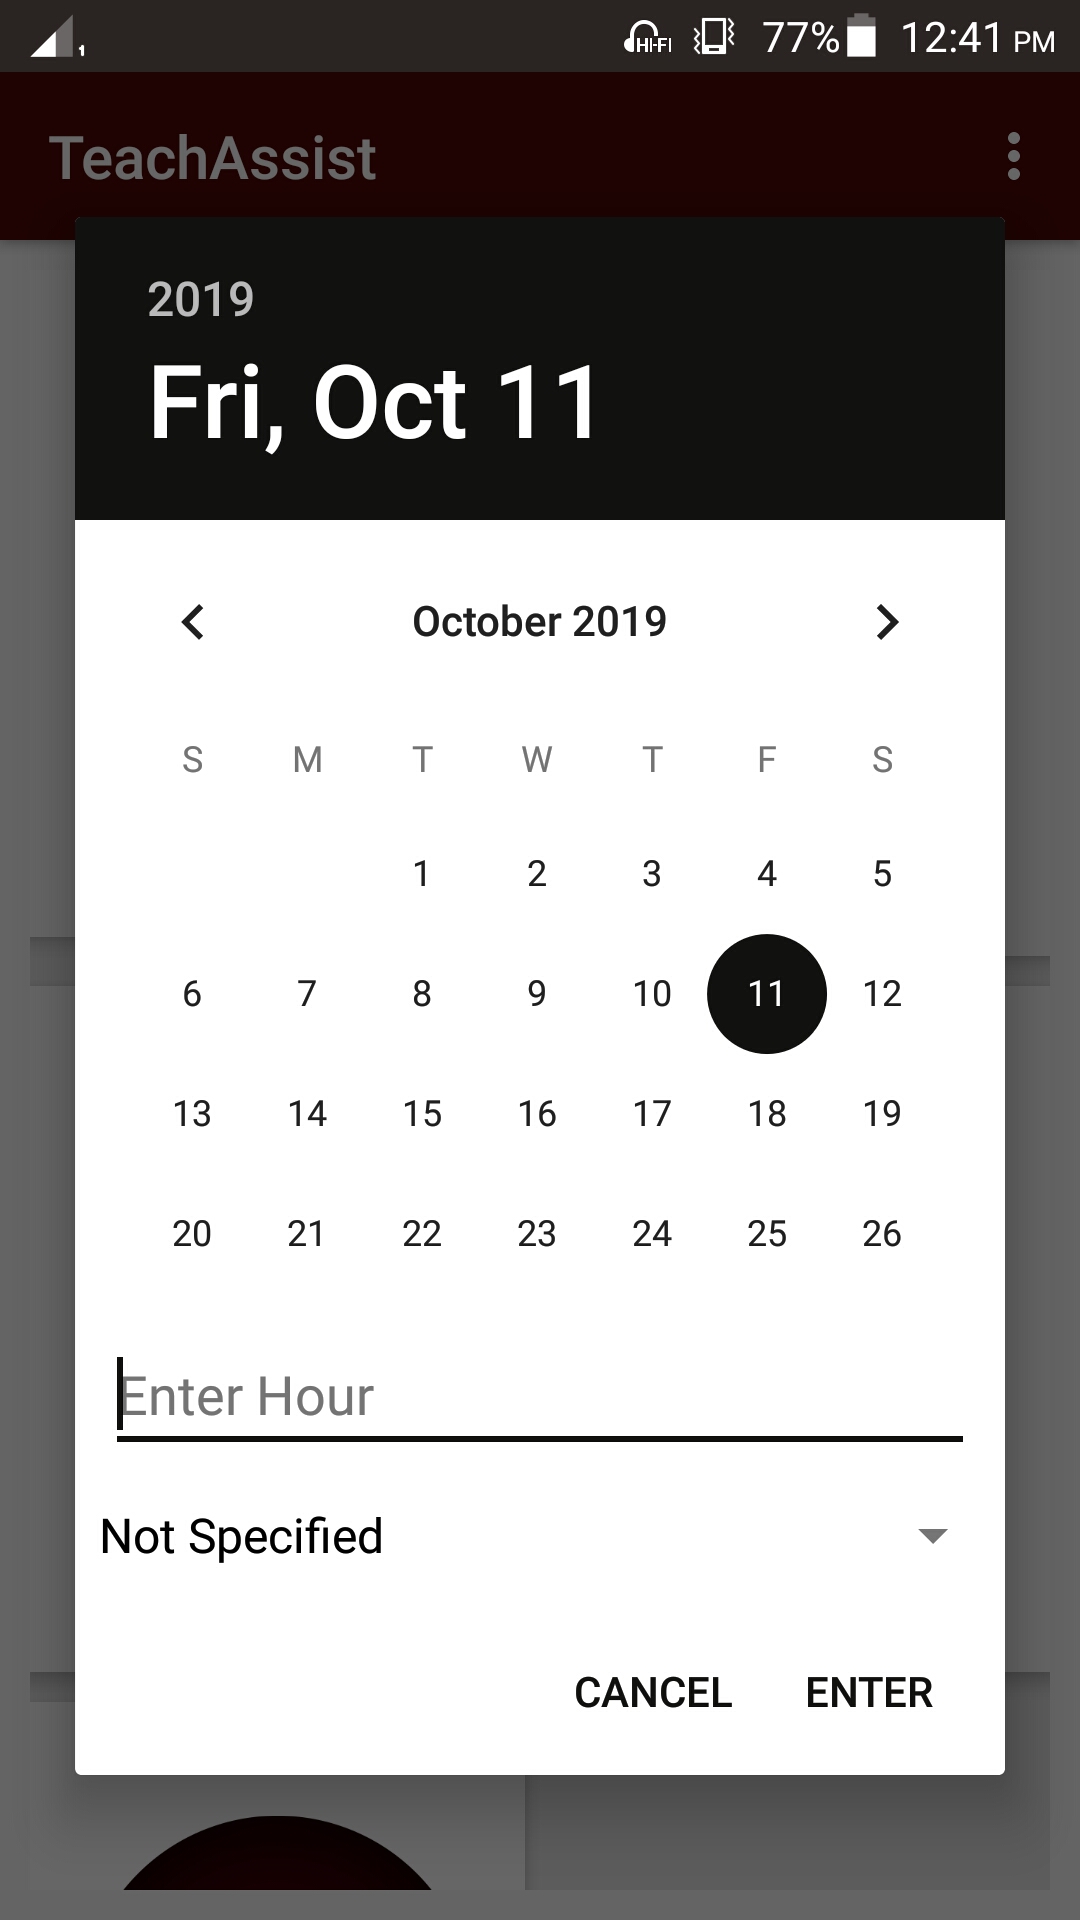 1 HI-FI 77% 12:41 PM
TeachAssist
2019
Fri, Oct 11
October 2019
S M T W T F S
1 2 3 4 5
6 7 8 9 10 11 12
13 14 15 16 17 18 19
20 21 22 23 24 25 26
Enter Hour
Not Specified
CANCEL ENTER